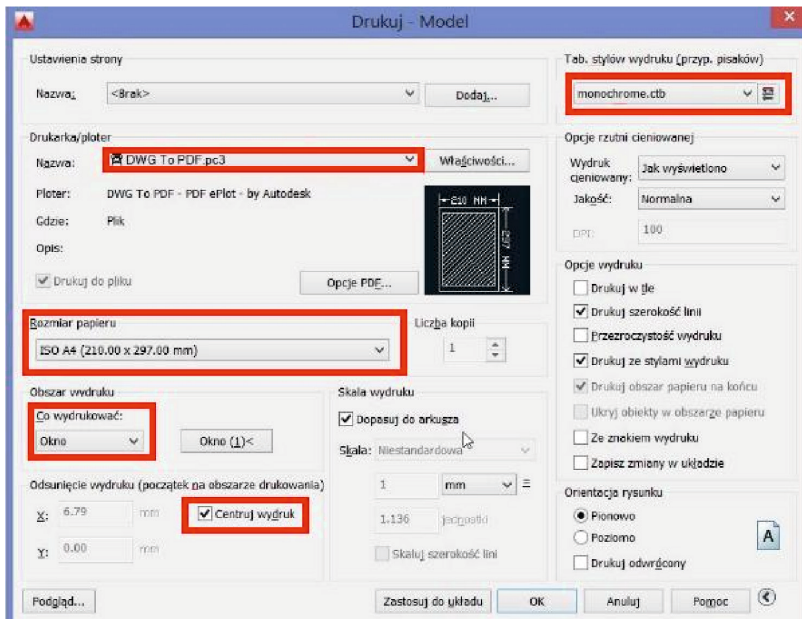 Drukuj - Model
Ustawienia strony
Nazwa:
<Brak>
Dodaj...
Drukarka/ploter
Nazwa:
DWG To PDF.pc3
Właściwości...
Ploter:
DWG To PDF - PDF ePlot - by Autodesk
Gdzie:
Plik
Opis:
Drukuj do pliku
Opcje PDF...
210 MM
297 MM
Rozmiar papieru
ISO A4 (210.00 x 297.00 mm)
Liczba kopii
1
Obszar wydruku
Co wydrukować:
Okno
Okno (1)<
Skala wydruku
Dopasuj do arkusza
Skala:
Niestandardowa
1
mm
=
1.136
jednostki
Skaluj szerokość lini
Odsunięcie wydruku (początek na obszarze drukowania)
X:
6.79
mm
Centruj wydruk
Y:
0.00
mm
Tab. stylów wydruku (przyp. pisaków)
monochrome.ctb
Opcje rzutni cieniowanej
Wydruk cieniowany:
Jak wyświetlono
Jakość:
Normalna
DPI:
100
Opcje wydruku
Drukuj w tle
Drukuj szerokość linii
Przezroczystość wydruku
Drukuj ze stylami wydruku
Drukuj obszar papieru na końcu
Ukryj obiekty w obszarze papieru
Ze znakiem wydruku
Zapisz zmiany w układzie
Orientacja rysunku
Pionowo
Poziomo
Drukuj odwrócony
A
Podgląd...
Zastosuj do układu
OK
Anuluj
Pomoc